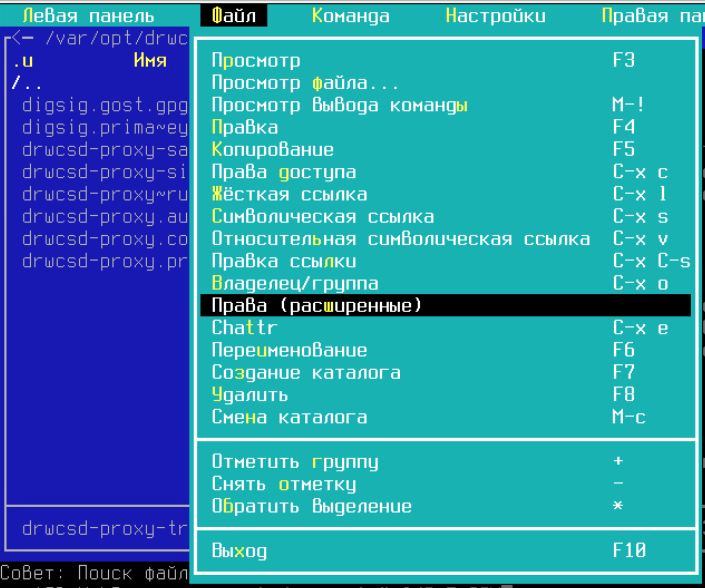 Левая панель Файл Команда Настройки Правая па
<─ /var/opt/drwc
.и Имя
/..
digsig.gost.gpg
digsig.prima~ey
drwcsd-proxy-sa
drwcsd-proxy-si
drwcsd-proxy~ru
drwcsd-proxy.au
drwcsd-proxy.co
drwcsd-proxy.pr
drwcsd-proxy-tr
Совет: Поиск файл
Просмотр F3
Просмотр файла...
Просмотр вывода команды M-!
Правка F4
Копирование F5
Права доступа C-x c
Жёсткая ссылка C-x l
Символическая ссылка C-x s
Относительная символическая ссылка C-x v
Правка ссылки C-x C-s
Владелец/группа C-x o
Права (расширенные)
Chattr C-x e
Переименование F6
Создание каталога F7
Удалить F8
Смена каталога M-c
Отметить группу +
Снять отметку -
Обратить выделение *
Выход F10